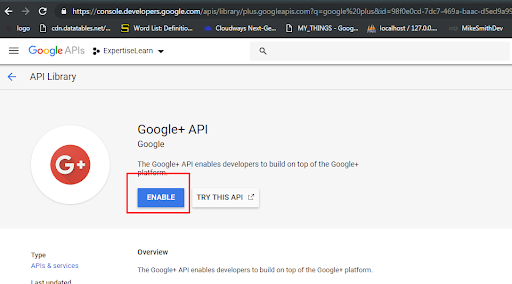 https://console.developers.google.com/apis/library/plus.googleapis.com?q=google%20plus&id=98f0e0cd-7dc7-469a-baac-d5ed9a99
logo cdn.datatables.net/... Word Lists Definitio... Cloudways Next-Ge... MY_THINGS - Goog... localhost / 127.0.0. MikeSmithDev
Google APIs ExpertiseLearn
API Library
G+
Google+ API
Google
The Google+ API enables developers to build on top of the Google+
platform.
ENABLE TRY THIS API
Type
APIs & services
Last updated
Overview
The Google+ API enables developers to build on top of the Google+ platform.